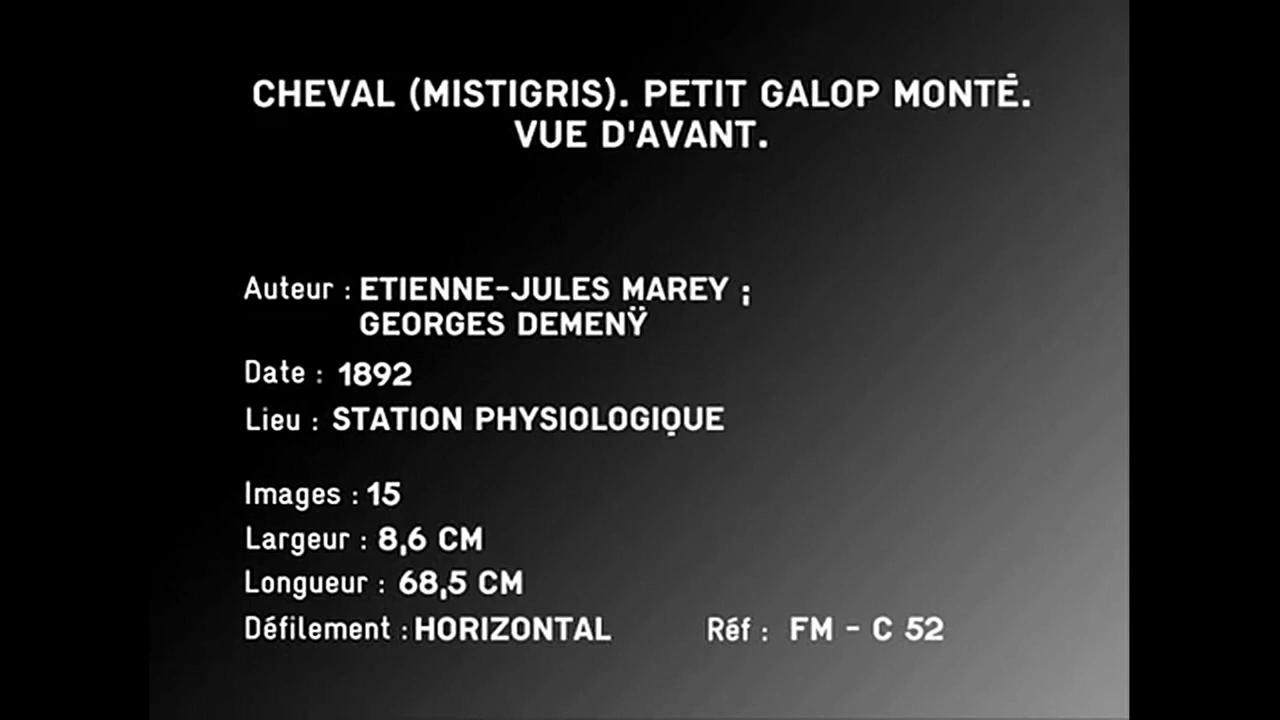 CHEVAL (MISTIGRIS). PETIT GALOP MONTÉ.
VUE D'AVANT.
Auteur : ETIENNE-JULES MAREY ;
GEORGES DEMENŸ
Date : 1892
Lieu : STATION PHYSIOLOGIQUE
Images : 15
Largeur : 8,6 CM
Longueur : 68,5 CM
Défilement : HORIZONTAL Réf : FM - C 52